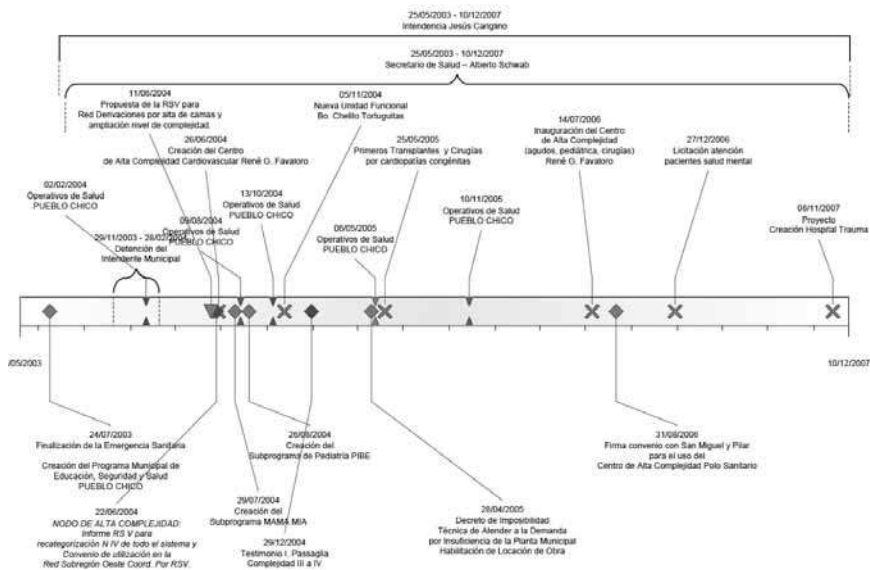 25/05/2003 - 10/12/2007
Intendencia Jesús Cariglino
25/05/2003 - 10/12/2007
Secretario de Salud – Alberto Schwab
11/06/2004
Propuesta de la RSV para
Red Derivaciones por alta de camas y
ampliación nivel de complejidad.
26/06/2004
Creación del Centro
de Alta Complejidad Cardiovascular René G. Favaloro
05/11/2004
Nueva Unidad Funcional
Bo. Chelito Tortuguitas
25/05/2005
Primeros Transplantes y Cirugías
por cardiopatías congénitas
14/07/2006
Inauguración del Centro
de Alta Complejidad
(agudos, pediátrica, cirugías)
René G. Favaloro
27/12/2006
Licitación atención
pacientes salud mental
02/02/2004
Operativos de Salud
PUEBLO CHICO
29/11/2003 - 28/02/2004
Detención del
Intendente Municipal
09/08/2004
Operativos de Salud
PUEBLO CHICO
13/10/2004
Operativos de Salud
PUEBLO CHICO
06/05/2005
Operativos de Salud
PUEBLO CHICO
10/11/2005
Operativos de Salud
PUEBLO CHICO
06/11/2007
Proyecto
Creación Hospital Trauma
/05/2003
10/12/2007
24/07/2003
Finalización de la Emergencia Sanitaria
Creación del Programa Municipal de
Educación, Seguridad y Salud
PUEBLO CHICO
22/06/2004
NODO DE ALTA COMPLEJIDAD:
Informe RS V para
recategorización N IV de todo el sistema y
Convenio de utilización en la
Red Subregión Oeste Coord. Por RSV.
26/08/2004
Creación del
Subprograma de Pediatría PIBE
29/07/2004
Creación del
Subprograma MAMA MIA
29/12/2004
Testimonio I. Passaglia
Complejidad III a IV
28/04/2005
Decreto de Imposibilidad
Técnica de Atender a la Demanda
por Insuficiencia de la Planta Municipal
Habilitación de Locación de Obra
31/08/2006
Firma convenio con San Miguel y Pilar
para el uso del
Centro de Alta Complejidad Polo Sanitario